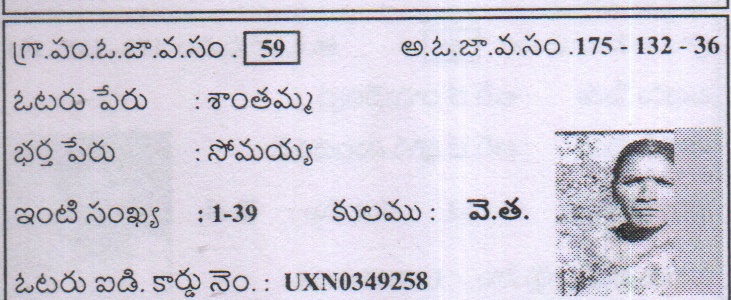 గ్రా.పం.ఓ.జా.వ.సం. 59 అ.ఓ.జా.వ.సం.175 - 132 - 36
ఓటరు పేరు : శాంతమ్మ
భర్త పేరు : సోమయ్య
ఇంటి సంఖ్య : 1-39 కులము : వె.త.
ఓటరు ఐడి. కార్డు నెం. : UXN0349258